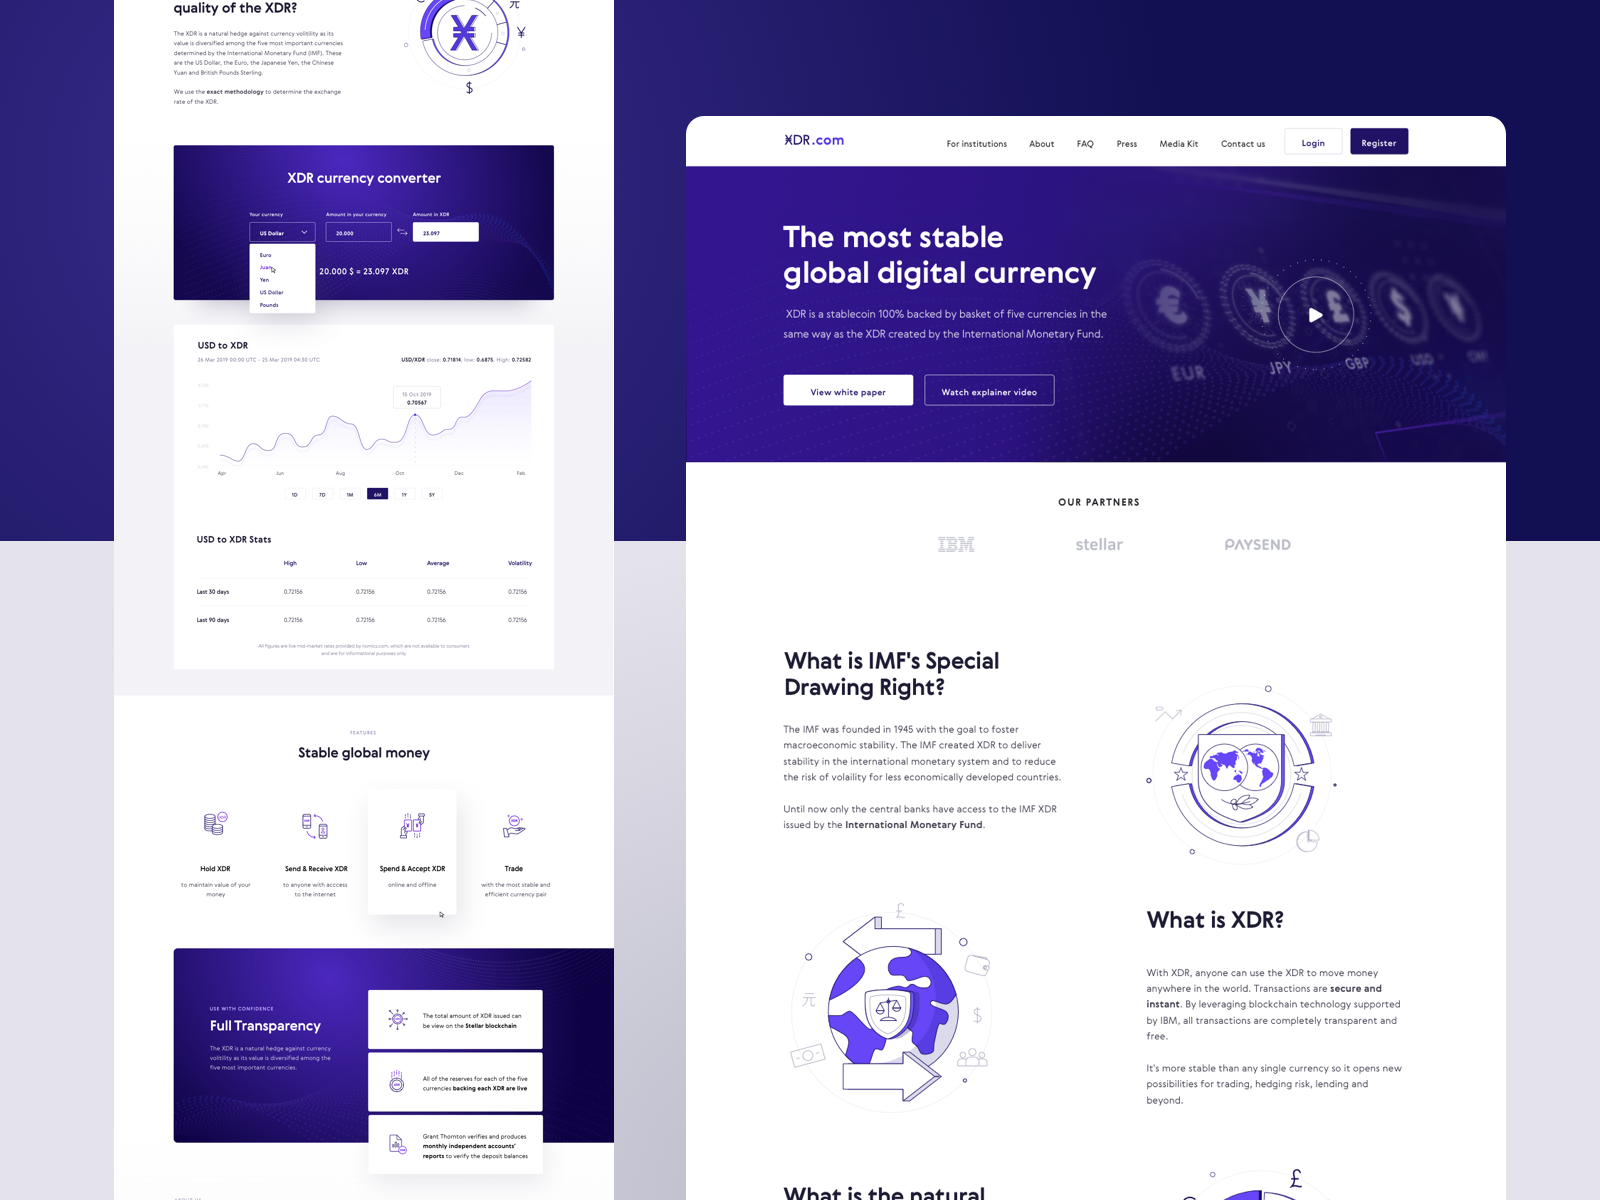 quality of the XDR?
The XDR is a natural hedge against currency volitility as its
value is diversified among the five most important currencies
determined by the International Monetary Fund (IMF). These
are the US Dollar, the Euro, the Japanese Yen, the Chinese
Yuan and British Pounds Sterling.
We use the exact methodology to determine the exchange
rate of the XDR.
元
¥
$
XDR currency converter
Your currency
Amount in your currency
Amount in XDR
US Dollar
20.000
23.097
Euro
Juan
Yen
US Dollar
Pounds
20.000 $ = 23.097 XDR
USD to XDR
26 Mar 2019 00:00 UTC - 25 Mar 2019 04:30 UTC
USD/XDR close: 0.71814, low: 0.6875, High: 0.72582
15 Oct 2019
0.70567
Apr Jun Aug Oct Dec Feb
1D 7D 1M 6M 1Y 5Y
USD to XDR Stats
High Low Average Volatility
Last 30 days 0.72156 0.72156 0.72156 0.72156
Last 90 days 0.72156 0.72156 0.72156 0.72156
All figures are live mid-market rates provided by nomics.com, which are not available to consumers
and are for informational purposes only
FEATURES
Stable global money
Hold XDR
to maintain value of your
money
Send & Receive XDR
to anyone with acccess
to the internet
Spend & Accept XDR
online and offline
Trade
with the most stable and
efficient currency pair
USE WITH CONFIDENCE
Full Transparency
The XDR is a natural hedge against currency
volitility as its value is diversified among the
five most important currencies.
The total amount of XDR issued can
be view on the Stellar blockchain
All of the reserves for each of the five
currencies backing each XDR are live
Grant Thornton verifies and produces
monthly independent accounts'
reports to verify the deposit balances
ABOUT US
XDR.com
For institutions
About
FAQ
Press
Media Kit
Contact us
Login
Register
The most stable
global digital currency
XDR is a stablecoin 100% backed by basket of five currencies in the
same way as the XDR created by the International Monetary Fund.
View white paper
Watch explainer video
€ ¥ £ $ ¥
EUR JPY GBP USD
OUR PARTNERS
IBM
stellar
PAYSEND
What is IMF's Special
Drawing Right?
The IMF was founded in 1945 with the goal to foster
macroeconomic stability. The IMF created XDR to deliver
stability in the international monetary system and to reduce
the risk of volaility for less economically developed countries.
Until now only the central banks have access to the IMF XDR
issued by the International Monetary Fund.
£
元
$
What is XDR?
With XDR, anyone can use the XDR to move money
anywhere in the world. Transactions are secure and
instant. By leveraging blockchain technology supported
by IBM, all transactions are completely transparent and
free.
It's more stable than any single currency so it opens new
possibilities for trading, hedging risk, lending and
beyond.
What is the natural
£